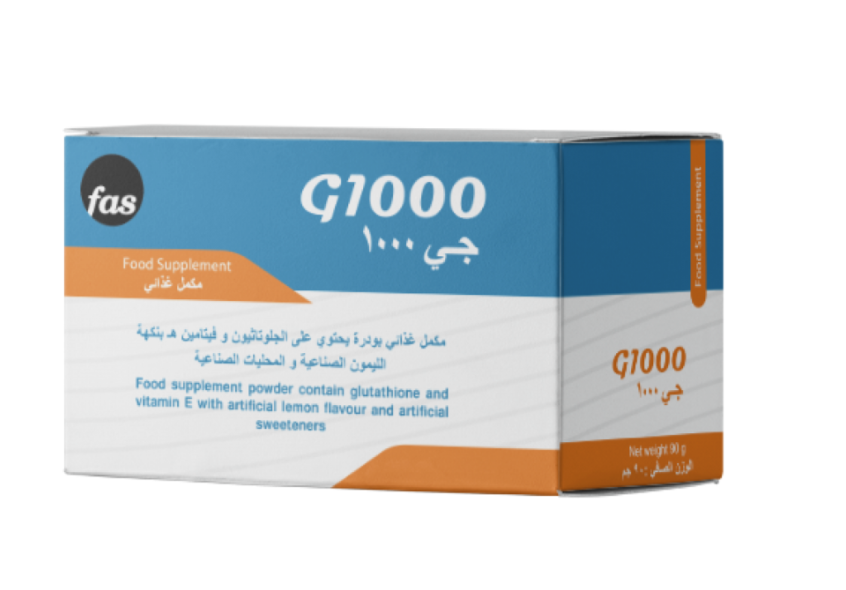 fas
G1000
جي ١٠٠٠
Food Supplement
مكمل غذائي
مكمل غذائي بودرة يحتوي على الجلوتاثيون و فيتامين هـ بنكهة
الليمون الصناعية و المحليات الصناعية
Food supplement powder contain glutathione and
vitamin E with artificial lemon flavour and artificial
sweeteners
Food Supplement
G1000
جي ١٠٠٠
Net weight 90 g
الوزن الصافي : ٩٠ جم